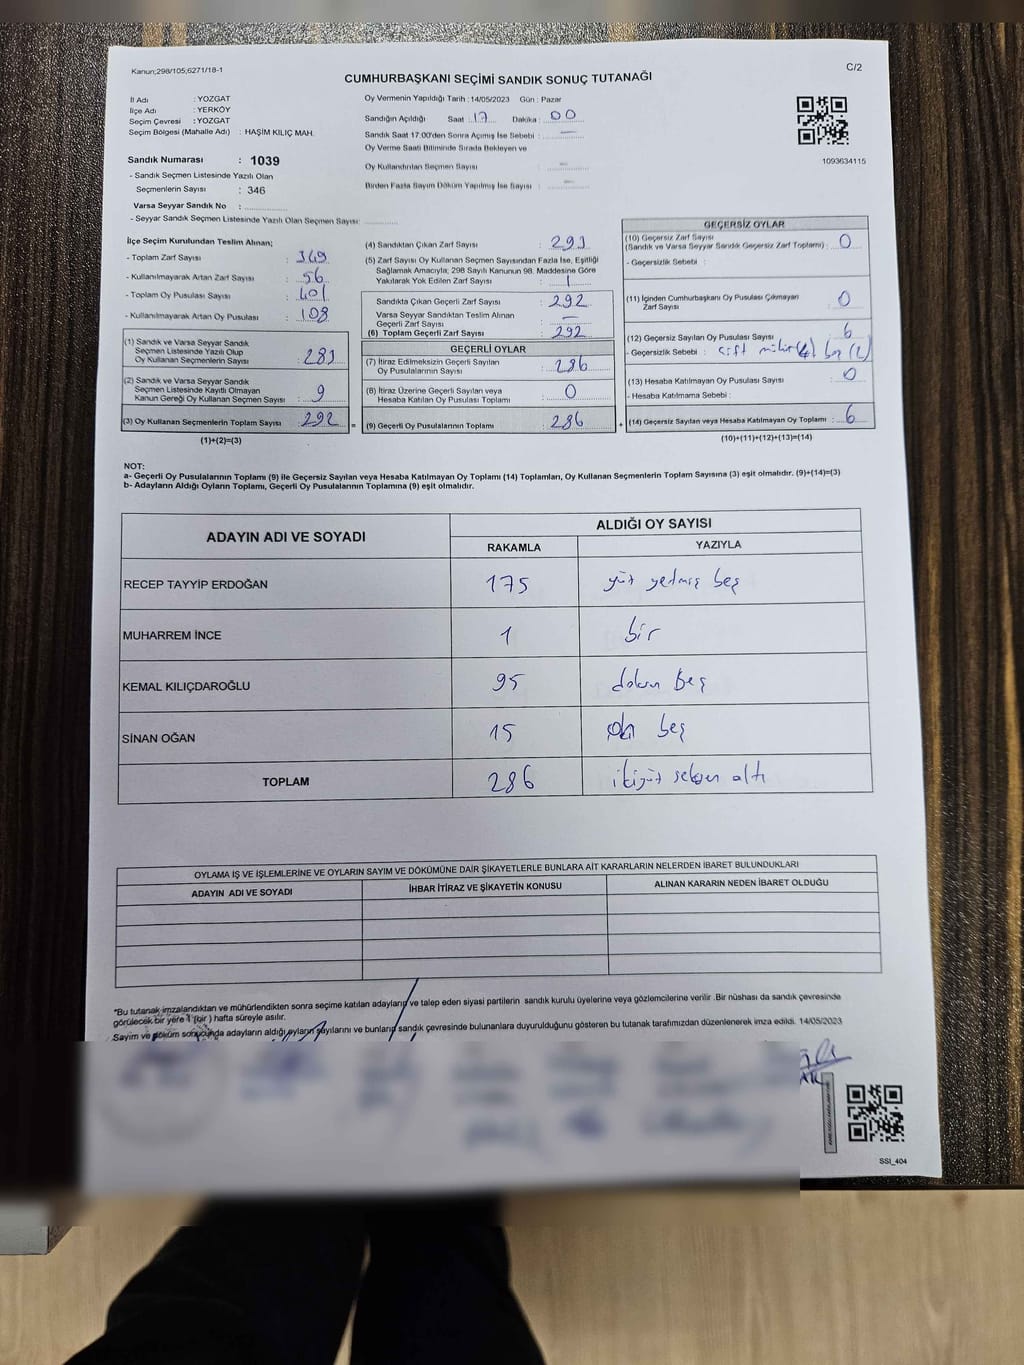 Kanun;298/105;6271/18-1
C/2
CUMHURBAŞKANI SEÇİMİ SANDIK SONUÇ TUTANAĞI
İl Adı : YOZGAT
İlçe Adı : YERKÖY
Seçim Çevresi : YOZGAT
Seçim Bölgesi (Mahalle Adı) : HAŞİM KILIÇ MAH.
Sandık Numarası : 1039
- Sandık Seçmen Listesinde Yazılı Olan
Seçmenlerin Sayısı : 346
Varsa Seyyar Sandık No :
- Seyyar Sandık Seçmen Listesinde Yazılı Olan Seçmen Sayısı:
Oy Vermenin Yapıldığı Tarih : 14/05/2023 Gün : Pazar
Sandığın Açıldığı Saat 17 Dakika : 00
Sandık Saat 17:00'den Sonra Açımış İse Sebebi : —
Oy Verme Saati Bitiminde Sırada Bekleyen ve
Oy Kullandırılan Seçmen Sayısı : —
Birden Fazla Sayım Döküm Yapılmış İse Sayısı : —
1093634115
İlçe Seçim Kurulundan Teslim Alınan;
- Toplam Zarf Sayısı : 349
- Kullanılmayarak Artan Zarf Sayısı : 56
- Toplam Oy Pusulası Sayısı : 401
- Kullanılmayarak Artan Oy Pusulası : 108
(1) Sandık ve Varsa Seyyar Sandık
Seçmen Listesinde Yazılı Olup
Oy Kullanan Seçmenlerin Sayısı : 283
(2) Sandık ve Varsa Seyyar Sandık
Seçmen Listesinde Kayıtlı Olmayan
Kanun Gereği Oy Kullanan Seçmen Sayısı : 9
(3) Oy Kullanan Seçmenlerin Toplam Sayısı : 292
(1)+(2)=(3)
(4) Sandıktan Çıkan Zarf Sayısı : 293
(5) Zarf Sayısı Oy Kullanan Seçmen Sayısından Fazla İse, Eşitliği
Sağlamak Amacıyla; 298 Sayılı Kanunun 98. Maddesine Göre
Yakılarak Yok Edilen Zarf Sayısı : 1
Sandıkta Çıkan Geçerli Zarf Sayısı : 292
Varsa Seyyar Sandıktan Teslim Alınan
Geçerli Zarf Sayısı : —
(6) Toplam Geçerli Zarf Sayısı : 292
GEÇERLİ OYLAR
(7) İtiraz Edilmeksizin Geçerli Sayılan
Oy Pusulalarının Sayısı : 286
(8) İtiraz Üzerine Geçerli Sayılan veya
Hesaba Katılan Oy Pusulası Toplamı : 0
= (9) Geçerli Oy Pusulalarının Toplamı : 286
GEÇERSİZ OYLAR
(10) Geçersiz Zarf Sayısı
(Sandık ve Varsa Seyyar Sandık Geçersiz Zarf Toplamı) : 0
- Geçersizlik Sebebi :
(11) İçinden Cumhurbaşkanı Oy Pusulası Çıkmayan
Zarf Sayısı : 0
(12) Geçersiz Sayılan Oy Pusulası Sayısı : 6
- Geçersizlik Sebebi : çift mühür(4) boş (2)
(13) Hesaba Katılmayan Oy Pusulası Sayısı : 0
- Hesaba Katılmama Sebebi :
+ (14) Geçersiz Sayılan veya Hesaba Katılmayan Oy Toplamı : 6
(10)+(11)+(12)+(13)=(14)
NOT:
a- Geçerli Oy Pusulalarının Toplamı (9) ile Geçersiz Sayılan veya Hesaba Katılmayan Oy Toplamı (14) Toplamları, Oy Kullanan Seçmenlerin Toplam Sayısına (3) eşit olmalıdır. (9)+(14)=(3)
b- Adayların Aldığı Oyların Toplamı, Geçerli Oy Pusulalarının Toplamına (9) eşit olmalıdır.
ADAYIN ADI VE SOYADI
ALDIĞI OY SAYISI
RAKAMLA YAZIYLA
RECEP TAYYİP ERDOĞAN 175 yüz yetmiş beş
MUHARREM İNCE 1 bir
KEMAL KILIÇDAROĞLU 95 doksan beş
SİNAN OĞAN 15 on beş
TOPLAM 286 ikiyüz seksen altı
OYLAMA İŞ VE İŞLEMLERİNE VE OYLARIN SAYIM VE DÖKÜMÜNE DAİR ŞİKAYETLERLE BUNLARA AİT KARARLARIN NELERDEN İBARET BULUNDUKLARI
ADAYIN ADI VE SOYADI İHBAR İTİRAZ VE ŞİKAYETİN KONUSU ALINAN KARARIN NEDEN İBARET OLDUĞU
*Bu tutanak imzalandıktan ve mühürlendikten sonra seçime katılan adayların ve talep eden siyasi partilerin sandık kurulu üyelerine veya gözlemcilerine verilir .Bir nüshası da sandık çevresinde
görülecek bir yere 1 (bir ) hafta süreyle asılır.
Sayım ve döküm sonucunda adayların aldığı oyların sayılarını ve bunların sandık çevresinde bulunanlara duyurulduğunu gösteren bu tutanak tarafımızdan düzenlenerek imza edildi. 14/05/2023
SSI_404